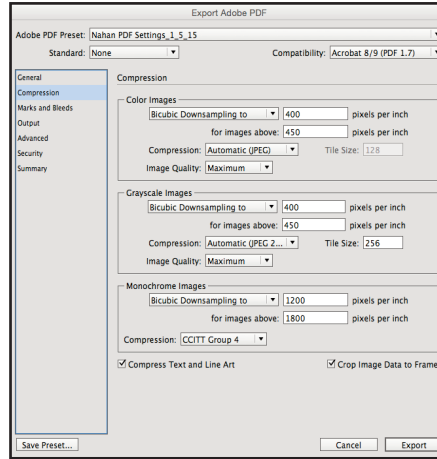 Export Adobe PDF
Adobe PDF Preset: Nahan PDF Settings_1_5_15
Standard: None Compatibility: Acrobat 8/9 (PDF 1.7)
General
Compression
Marks and Bleeds
Output
Advanced
Security
Summary
Compression
Color Images
Bicubic Downsampling to 400 pixels per inch
for images above: 450 pixels per inch
Compression: Automatic (JPEG) Tile Size: 128
Image Quality: Maximum
Grayscale Images
Bicubic Downsampling to 400 pixels per inch
for images above: 450 pixels per inch
Compression: Automatic (JPEG 2... Tile Size: 256
Image Quality: Maximum
Monochrome Images
Bicubic Downsampling to 1200 pixels per inch
for images above: 1800 pixels per inch
Compression: CCITT Group 4
Compress Text and Line Art Crop Image Data to Frame
Save Preset... Cancel Export